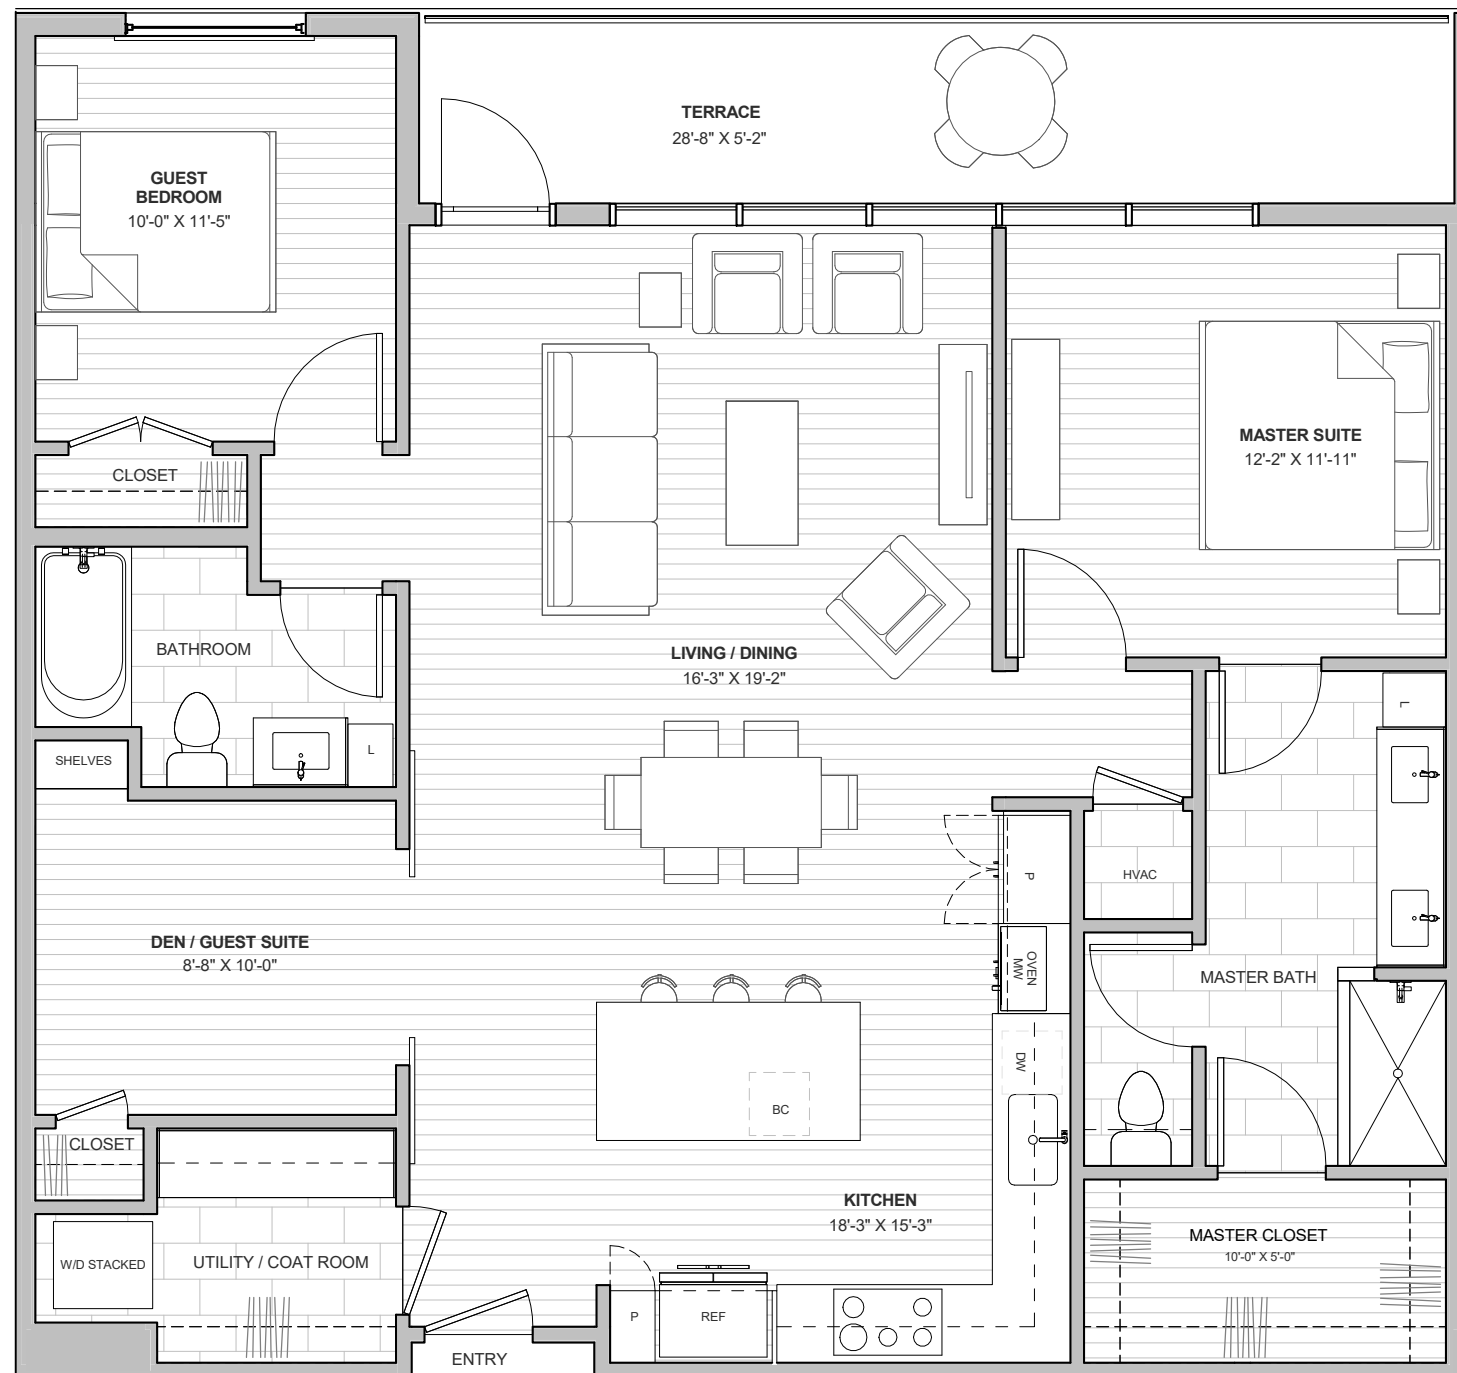 TERRACE
28'-8" X 5'-2"
GUEST
BEDROOM
10'-0" X 11'-5"
MASTER SUITE
12'-2" X 11'-11"
CLOSET
BATHROOM
LIVING / DINING
16'-3" X 19'-2"
L
L
SHELVES
P
HVAC
DEN / GUEST SUITE
8'-8" X 10'-0"
OVEN
MW
MASTER BATH
DW
BC
CLOSET
KITCHEN
18'-3" X 15'-3"
MASTER CLOSET
10'-0" X 5'-0"
W/D STACKED
UTILITY / COAT ROOM
P
REF
ENTRY